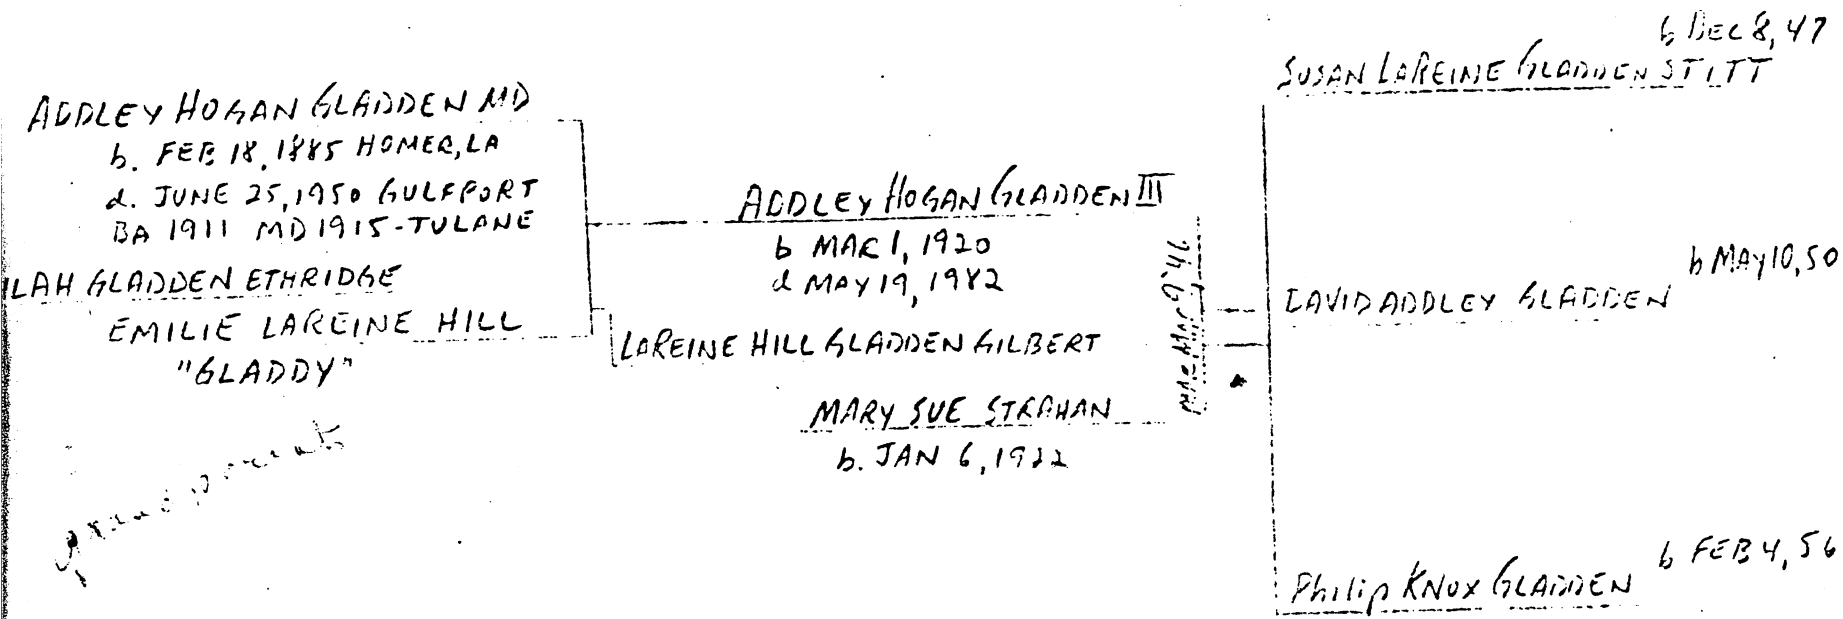 ADDLEY HOGAN GLADDEN MD
b. FEB 18, 1885 HOMER, LA
d. JUNE 25, 1950 GULFPORT
BA 1911 MD 1915-TULANE
ILAH GLADDEN ETHRIDGE
EMILIE LAREINE HILL
"GLADDY"
grandparents
ADDLEY HOGAN GLADDEN III
b MAR 1, 1920
d MAY 19, 1982
LAREINE HILL GLADDEN GILBERT
MARY SUE STRAHAN
b. JAN 6, 1922
b DEC 8, 47
SUSAN LAREINE GLADDEN STITT
b MAY 10, 50
DAVID ADDLEY GLADDEN
b FEB 4, 56
Philip KNOX GLADDEN